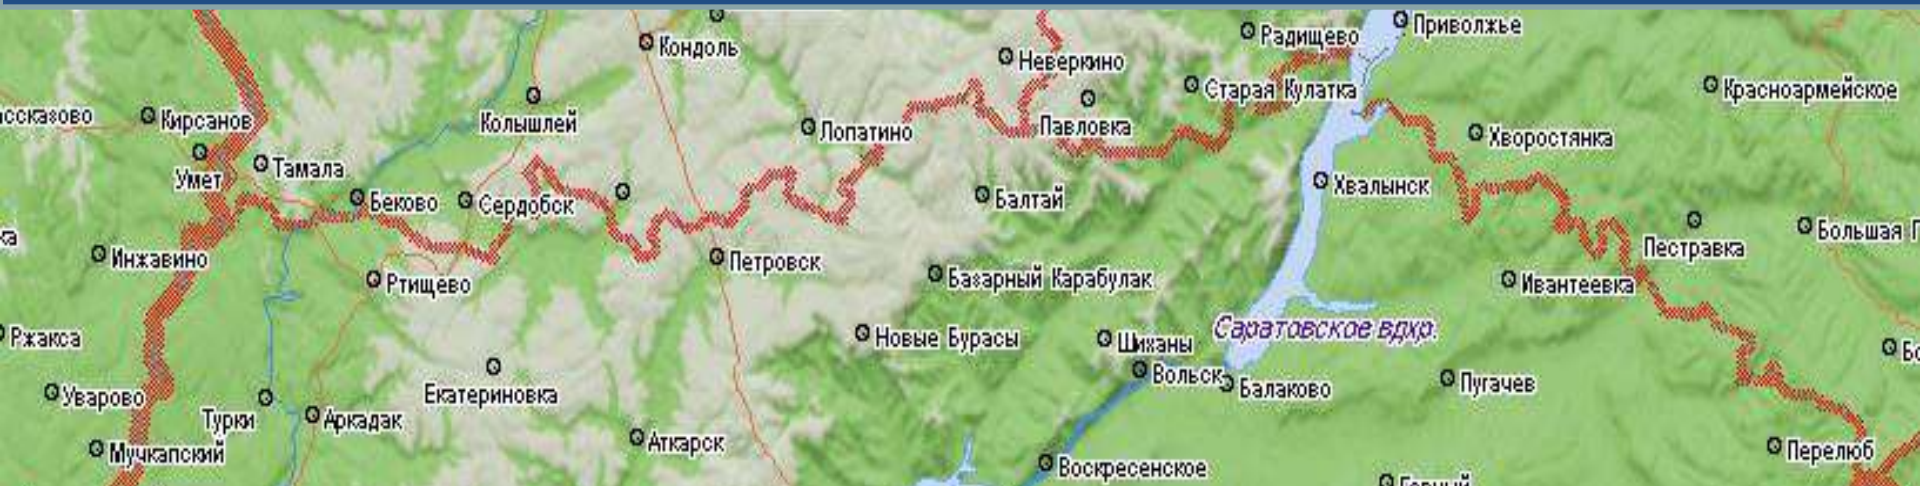 Приволжье
Радищево
Кондоль
Неверкино
Старая Кулатка
Красноармейское
Кирсанов
Колышлей
Лопатино
Павловка
Хворостянка
Умет
Тамала
Беково
Сердобск
Балтай
Хвалынск
Инжавино
Ртищево
Петровск
Базарный Карабулак
Пестравка
Большая
Ивантеевка
Ржакса
Новые Бурасы
Шиханы
Саратовское вдхр.
Уварово
Екатериновка
Вольск
Балаково
Пугачев
Турки
Аркадак
Аткарск
Мучкапский
Воскресенское
Перелюб